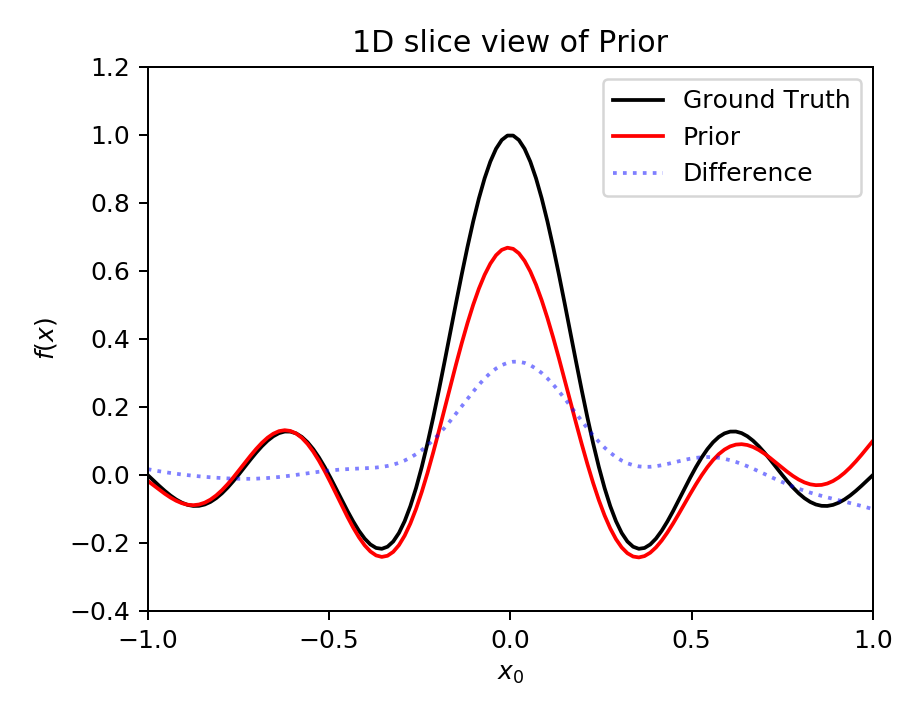 1D slice view of Prior
Ground Truth
Prior
Difference
1.2
1.0
0.8
0.6
0.4
0.2
0.0
−0.2
−0.4
f(x)
−1.0 −0.5 0.0 0.5 1.0
x₀